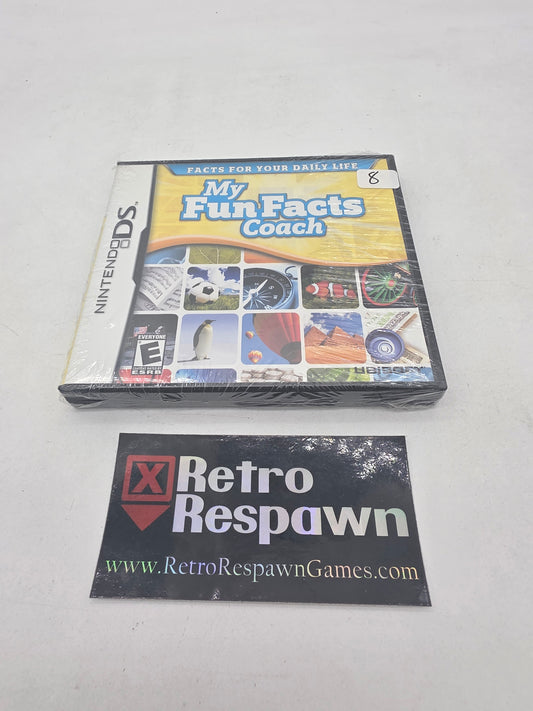 FACTS FOR YOUR DAILY LIFE
8
My
Fun Facts
Coach
NINTENDO DS™
EVERYONE
E
ESRB
UBISOFT
X Retro
Respawn
www.RetroRespawnGames.com